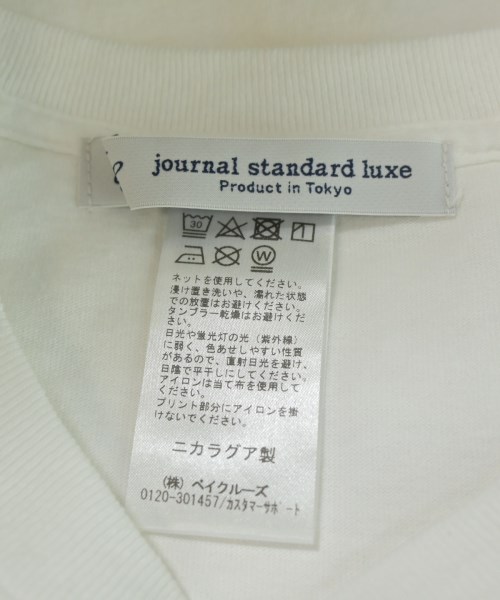 journal standard luxe
Product in Tokyo
30
W
ネットを使用してください。
浸け置き洗いや、濡れた状態
での放置はお避けください。
タンブラー乾燥はお避けくだ
さい。
日光や蛍光灯の光（紫外線）
に弱く、色あせしやすい性質
があるので、直射日光を避け、
日陰で平干しにしてください。
アイロンは当て布を使用して
ください。
プリント部分にアイロンを掛
けないでください。
ニカラグア製
（株）ベイクルーズ
0120-301457/カスタマーサポート